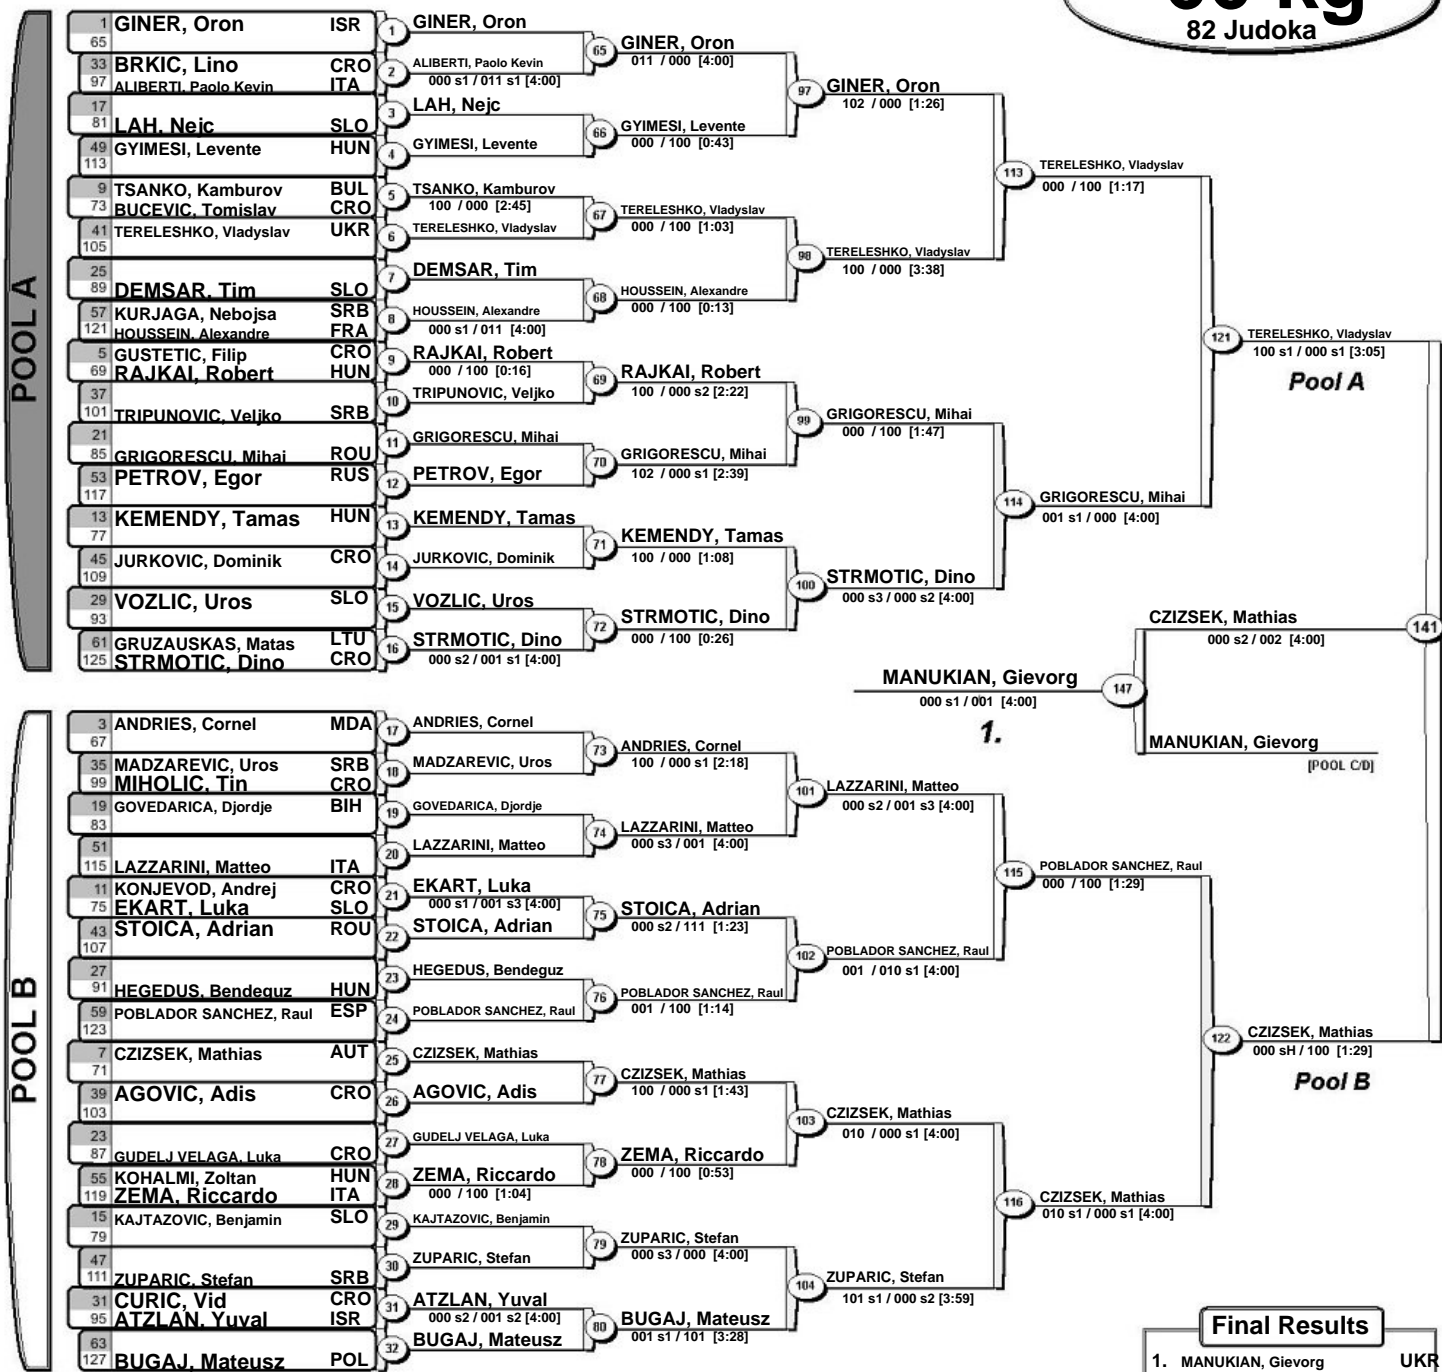 82 Judoka
POOL A
1 GINER, Oron ISR
65
33 BRKIC, Lino CRO
97 ALIBERTI, Paolo Kevin ITA
17
81 LAH, Nejc SLO
49 GYIMESI, Levente HUN
113
9 TSANKO, Kamburov BUL
73 BUCEVIC, Tomislav CRO
41 TERELESHKO, Vladyslav UKR
105
25
89 DEMSAR, Tim SLO
57 KURJAGA, Nebojsa SRB
121 HOUSSEIN, Alexandre FRA
5 GUSTETIC, Filip CRO
69 RAJKAI, Robert HUN
37
101 TRIPUNOVIC, Veljko SRB
21
85 GRIGORESCU, Mihai ROU
53 PETROV, Egor RUS
117
13 KEMENDY, Tamas HUN
77
45 JURKOVIC, Dominik CRO
109
29 VOZLIC, Uros SLO
93
61 GRUZAUSKAS, Matas LTU
125 STRMOTIC, Dino CRO
1 GINER, Oron
2 ALIBERTI, Paolo Kevin
000 s1 / 011 s1 [4:00]
3 LAH, Nejc
4 GYIMESI, Levente
5 TSANKO, Kamburov
100 / 000 [2:45]
6 TERELESHKO, Vladyslav
7 DEMSAR, Tim
8 HOUSSEIN, Alexandre
000 s1 / 011 [4:00]
9 RAJKAI, Robert
000 / 100 [0:16]
10 TRIPUNOVIC, Veljko
11 GRIGORESCU, Mihai
12 PETROV, Egor
13 KEMENDY, Tamas
14 JURKOVIC, Dominik
15 VOZLIC, Uros
16 STRMOTIC, Dino
000 s2 / 001 s1 [4:00]
65 GINER, Oron
011 / 000 [4:00]
66 GYIMESI, Levente
000 / 100 [0:43]
67 TERELESHKO, Vladyslav
000 / 100 [1:03]
68 HOUSSEIN, Alexandre
000 / 100 [0:13]
69 RAJKAI, Robert
100 / 000 s2 [2:22]
70 GRIGORESCU, Mihai
102 / 000 s1 [2:39]
71 KEMENDY, Tamas
100 / 000 [1:08]
72 STRMOTIC, Dino
000 / 100 [0:26]
97 GINER, Oron
102 / 000 [1:26]
98 TERELESHKO, Vladyslav
100 / 000 [3:38]
99 GRIGORESCU, Mihai
000 / 100 [1:47]
100 STRMOTIC, Dino
000 s3 / 000 s2 [4:00]
113 TERELESHKO, Vladyslav
000 / 100 [1:17]
114 GRIGORESCU, Mihai
001 s1 / 000 [4:00]
121 TERELESHKO, Vladyslav
100 s1 / 000 s1 [3:05]
Pool A
CZIZSEK, Mathias 141
000 s2 / 002 [4:00]
MANUKIAN, Gievorg 147
000 s1 / 001 [4:00]
1.
MANUKIAN, Gievorg
[POOL C/D]
POOL B
3 ANDRIES, Cornel MDA
67
35 MADZAREVIC, Uros SRB
99 MIHOLIC, Tin CRO
19 GOVEDARICA, Djordje BIH
83
51
115 LAZZARINI, Matteo ITA
11 KONJEVOD, Andrej CRO
75 EKART, Luka SLO
43 STOICA, Adrian ROU
107
27
91 HEGEDUS, Bendeguz HUN
59 POBLADOR SANCHEZ, Raul ESP
123
7 CZIZSEK, Mathias AUT
71
39 AGOVIC, Adis CRO
103
23
87 GUDELJ VELAGA, Luka CRO
55 KOHALMI, Zoltan HUN
119 ZEMA, Riccardo ITA
15 KAJTAZOVIC, Benjamin SLO
79
47
111 ZUPARIC, Stefan SRB
31 CURIC, Vid CRO
95 ATZLAN, Yuval ISR
63
127 BUGAJ, Mateusz POL
17 ANDRIES, Cornel
18 MADZAREVIC, Uros
19 GOVEDARICA, Djordje
20 LAZZARINI, Matteo
21 EKART, Luka
000 s1 / 001 s3 [4:00]
22 STOICA, Adrian
23 HEGEDUS, Bendeguz
24 POBLADOR SANCHEZ, Raul
25 CZIZSEK, Mathias
26 AGOVIC, Adis
27 GUDELJ VELAGA, Luka
28 ZEMA, Riccardo
000 / 100 [1:04]
29 KAJTAZOVIC, Benjamin
30 ZUPARIC, Stefan
31 ATZLAN, Yuval
000 s2 / 001 s2 [4:00]
32 BUGAJ, Mateusz
73 ANDRIES, Cornel
100 / 000 s1 [2:18]
74 LAZZARINI, Matteo
000 s3 / 001 [4:00]
75 STOICA, Adrian
000 s2 / 111 [1:23]
76 POBLADOR SANCHEZ, Raul
001 / 100 [1:14]
77 CZIZSEK, Mathias
100 / 000 s1 [1:43]
78 ZEMA, Riccardo
000 / 100 [0:53]
79 ZUPARIC, Stefan
000 s3 / 000 [4:00]
80 BUGAJ, Mateusz
001 s1 / 101 [3:28]
101 LAZZARINI, Matteo
000 s2 / 001 s3 [4:00]
102 POBLADOR SANCHEZ, Raul
001 / 010 s1 [4:00]
103 CZIZSEK, Mathias
010 / 000 s1 [4:00]
104 ZUPARIC, Stefan
101 s1 / 000 s2 [3:59]
115 POBLADOR SANCHEZ, Raul
000 / 100 [1:29]
116 CZIZSEK, Mathias
010 s1 / 000 s1 [4:00]
122 CZIZSEK, Mathias
000 sH / 100 [1:29]
Pool B
Final Results
1. MANUKIAN, Gievorg UKR